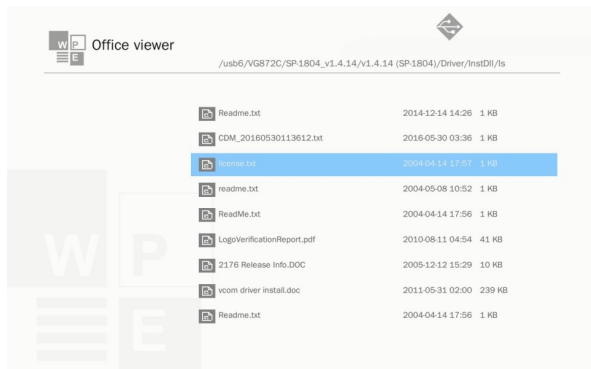 W P
E
Office viewer
/usb6/VG872C/SP-1804_v1.4.14/v1.4.14 (SP-1804)/Driver/InstDll/Is
Readme.txt 2014-12-14 14:26 1 KB
CDM_20160530113612.txt 2016-05-30 03:36 1 KB
license.txt 2004-04-14 17:57 1 KB
readme.txt 2004-05-08 10:52 1 KB
ReadMe.txt 2004-04-14 17:56 1 KB
LogoVerificationReport.pdf 2010-08-11 04:54 41 KB
2176 Release Info.DOC 2005-12-12 15:29 10 KB
vcom driver install.doc 2011-05-31 02:00 239 KB
Readme.txt 2004-04-14 17:56 1 KB
W P
E